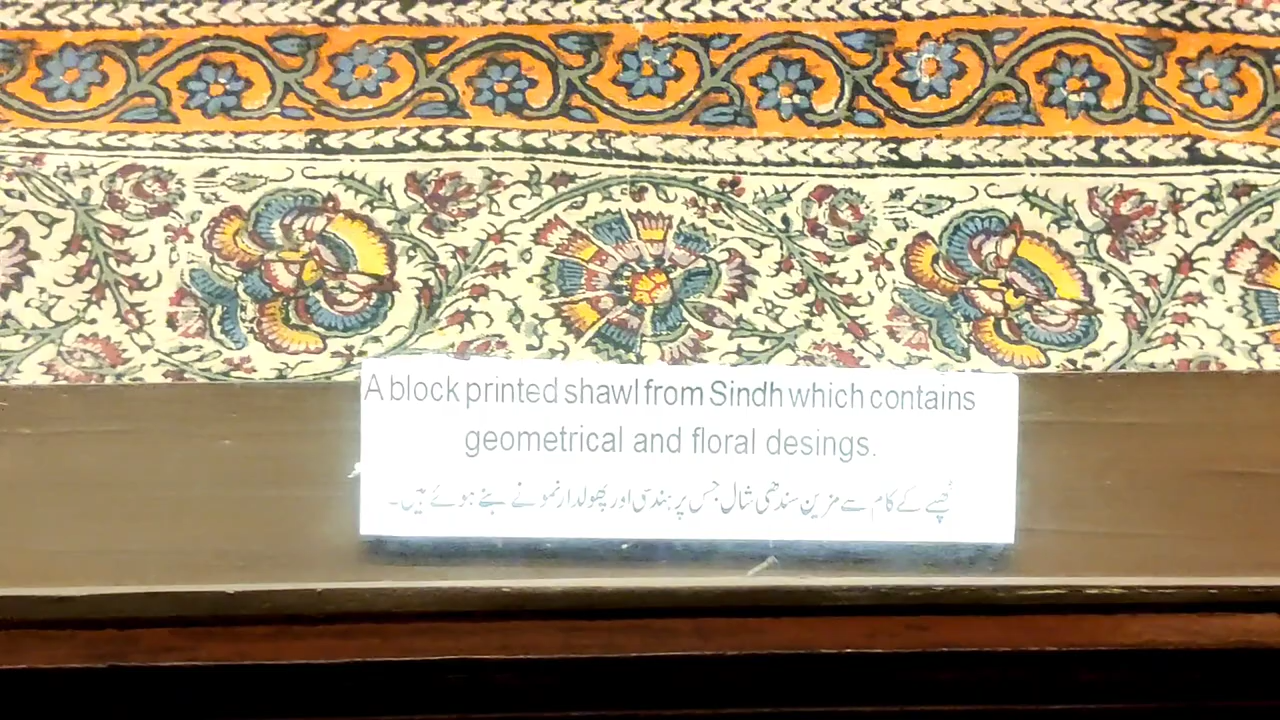 A block printed shawl from Sindh which contains
geometrical and floral desings.
ٹھپے کے کام سے مزین سندھی شال جس پر ہندسی اور پھولدار نمونے بنے ہوئے ہیں۔